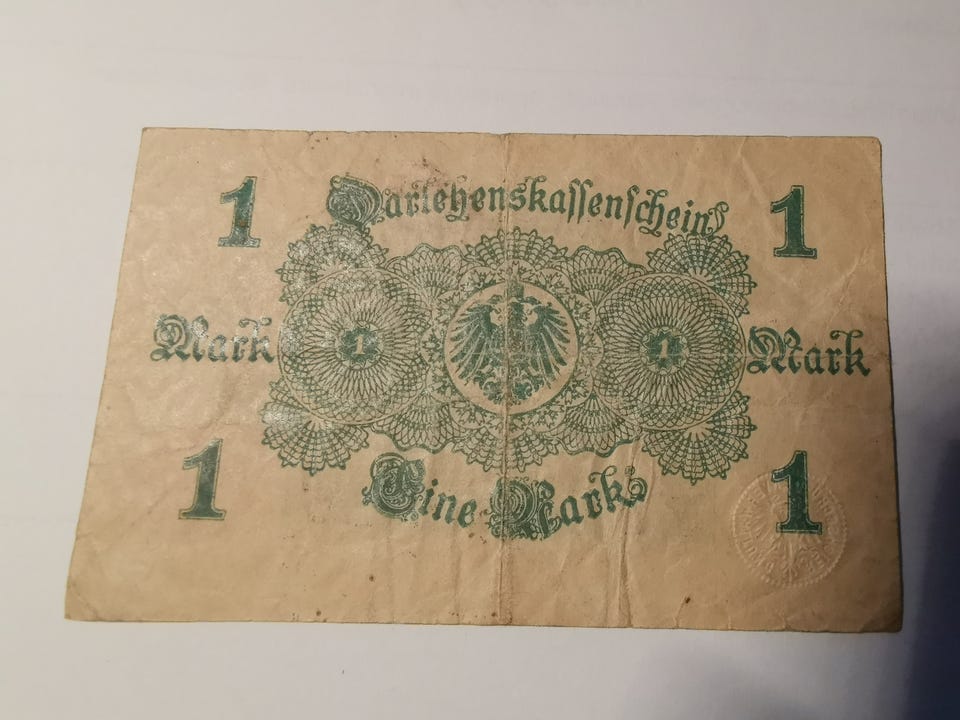 1 Darlehenskassenschein 1
Mark 1 1 Mark
1 Eine Mark 1